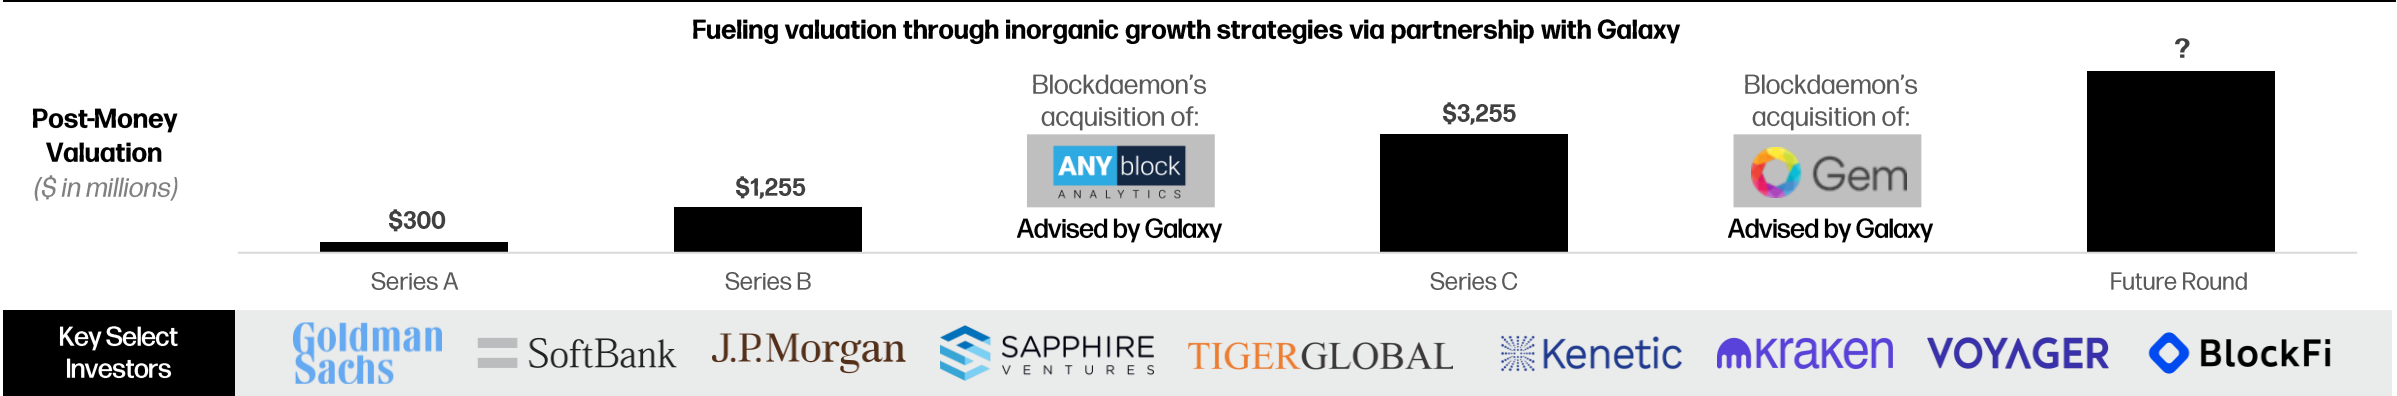 Fueling valuation through inorganic growth strategies via partnership with Galaxy
Post-Money
Valuation
($ in millions)
$300
$1,255
Blockdaemon's
acquisition of:
ANY block
ANALYTICS
Advised by Galaxy
$3,255
Blockdaemon's
acquisition of:
Gem
Advised by Galaxy
?
Series A
Series B
Series C
Future Round
Key Select
Investors
Goldman
Sachs
SoftBank
J.P.Morgan
SAPPHIRE
VENTURES
TIGERGLOBAL
Kenetic
mKraken
VOYAGER
BlockFi